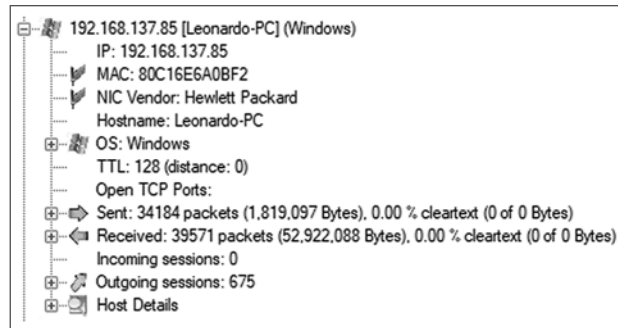 192.168.137.85 [Leonardo-PC] (Windows)
IP: 192.168.137.85
MAC: 80C16E6A0BF2
NIC Vendor: Hewlett Packard
Hostname: Leonardo-PC
OS: Windows
TTL: 128 (distance: 0)
Open TCP Ports:
Sent: 34184 packets (1,819,097 Bytes), 0.00 % cleartext (0 of 0 Bytes)
Received: 39571 packets (52,922,088 Bytes), 0.00 % cleartext (0 of 0 Bytes)
Incoming sessions: 0
Outgoing sessions: 675
Host Details